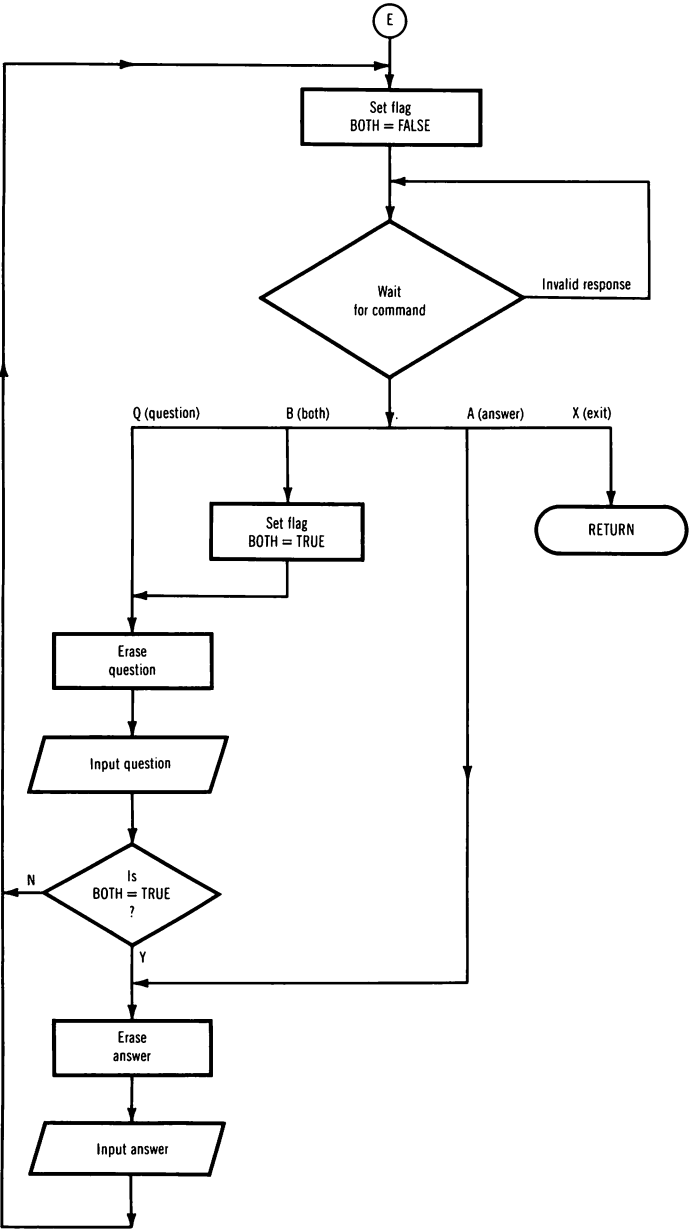 E
Set flag
BOTH = FALSE
Wait
for command
Invalid response
Q (question)
B (both)
A (answer)
X (exit)
Set flag
BOTH = TRUE
RETURN
Erase
question
Input question
Is
BOTH = TRUE
?
N
Y
Erase
answer
Input answer